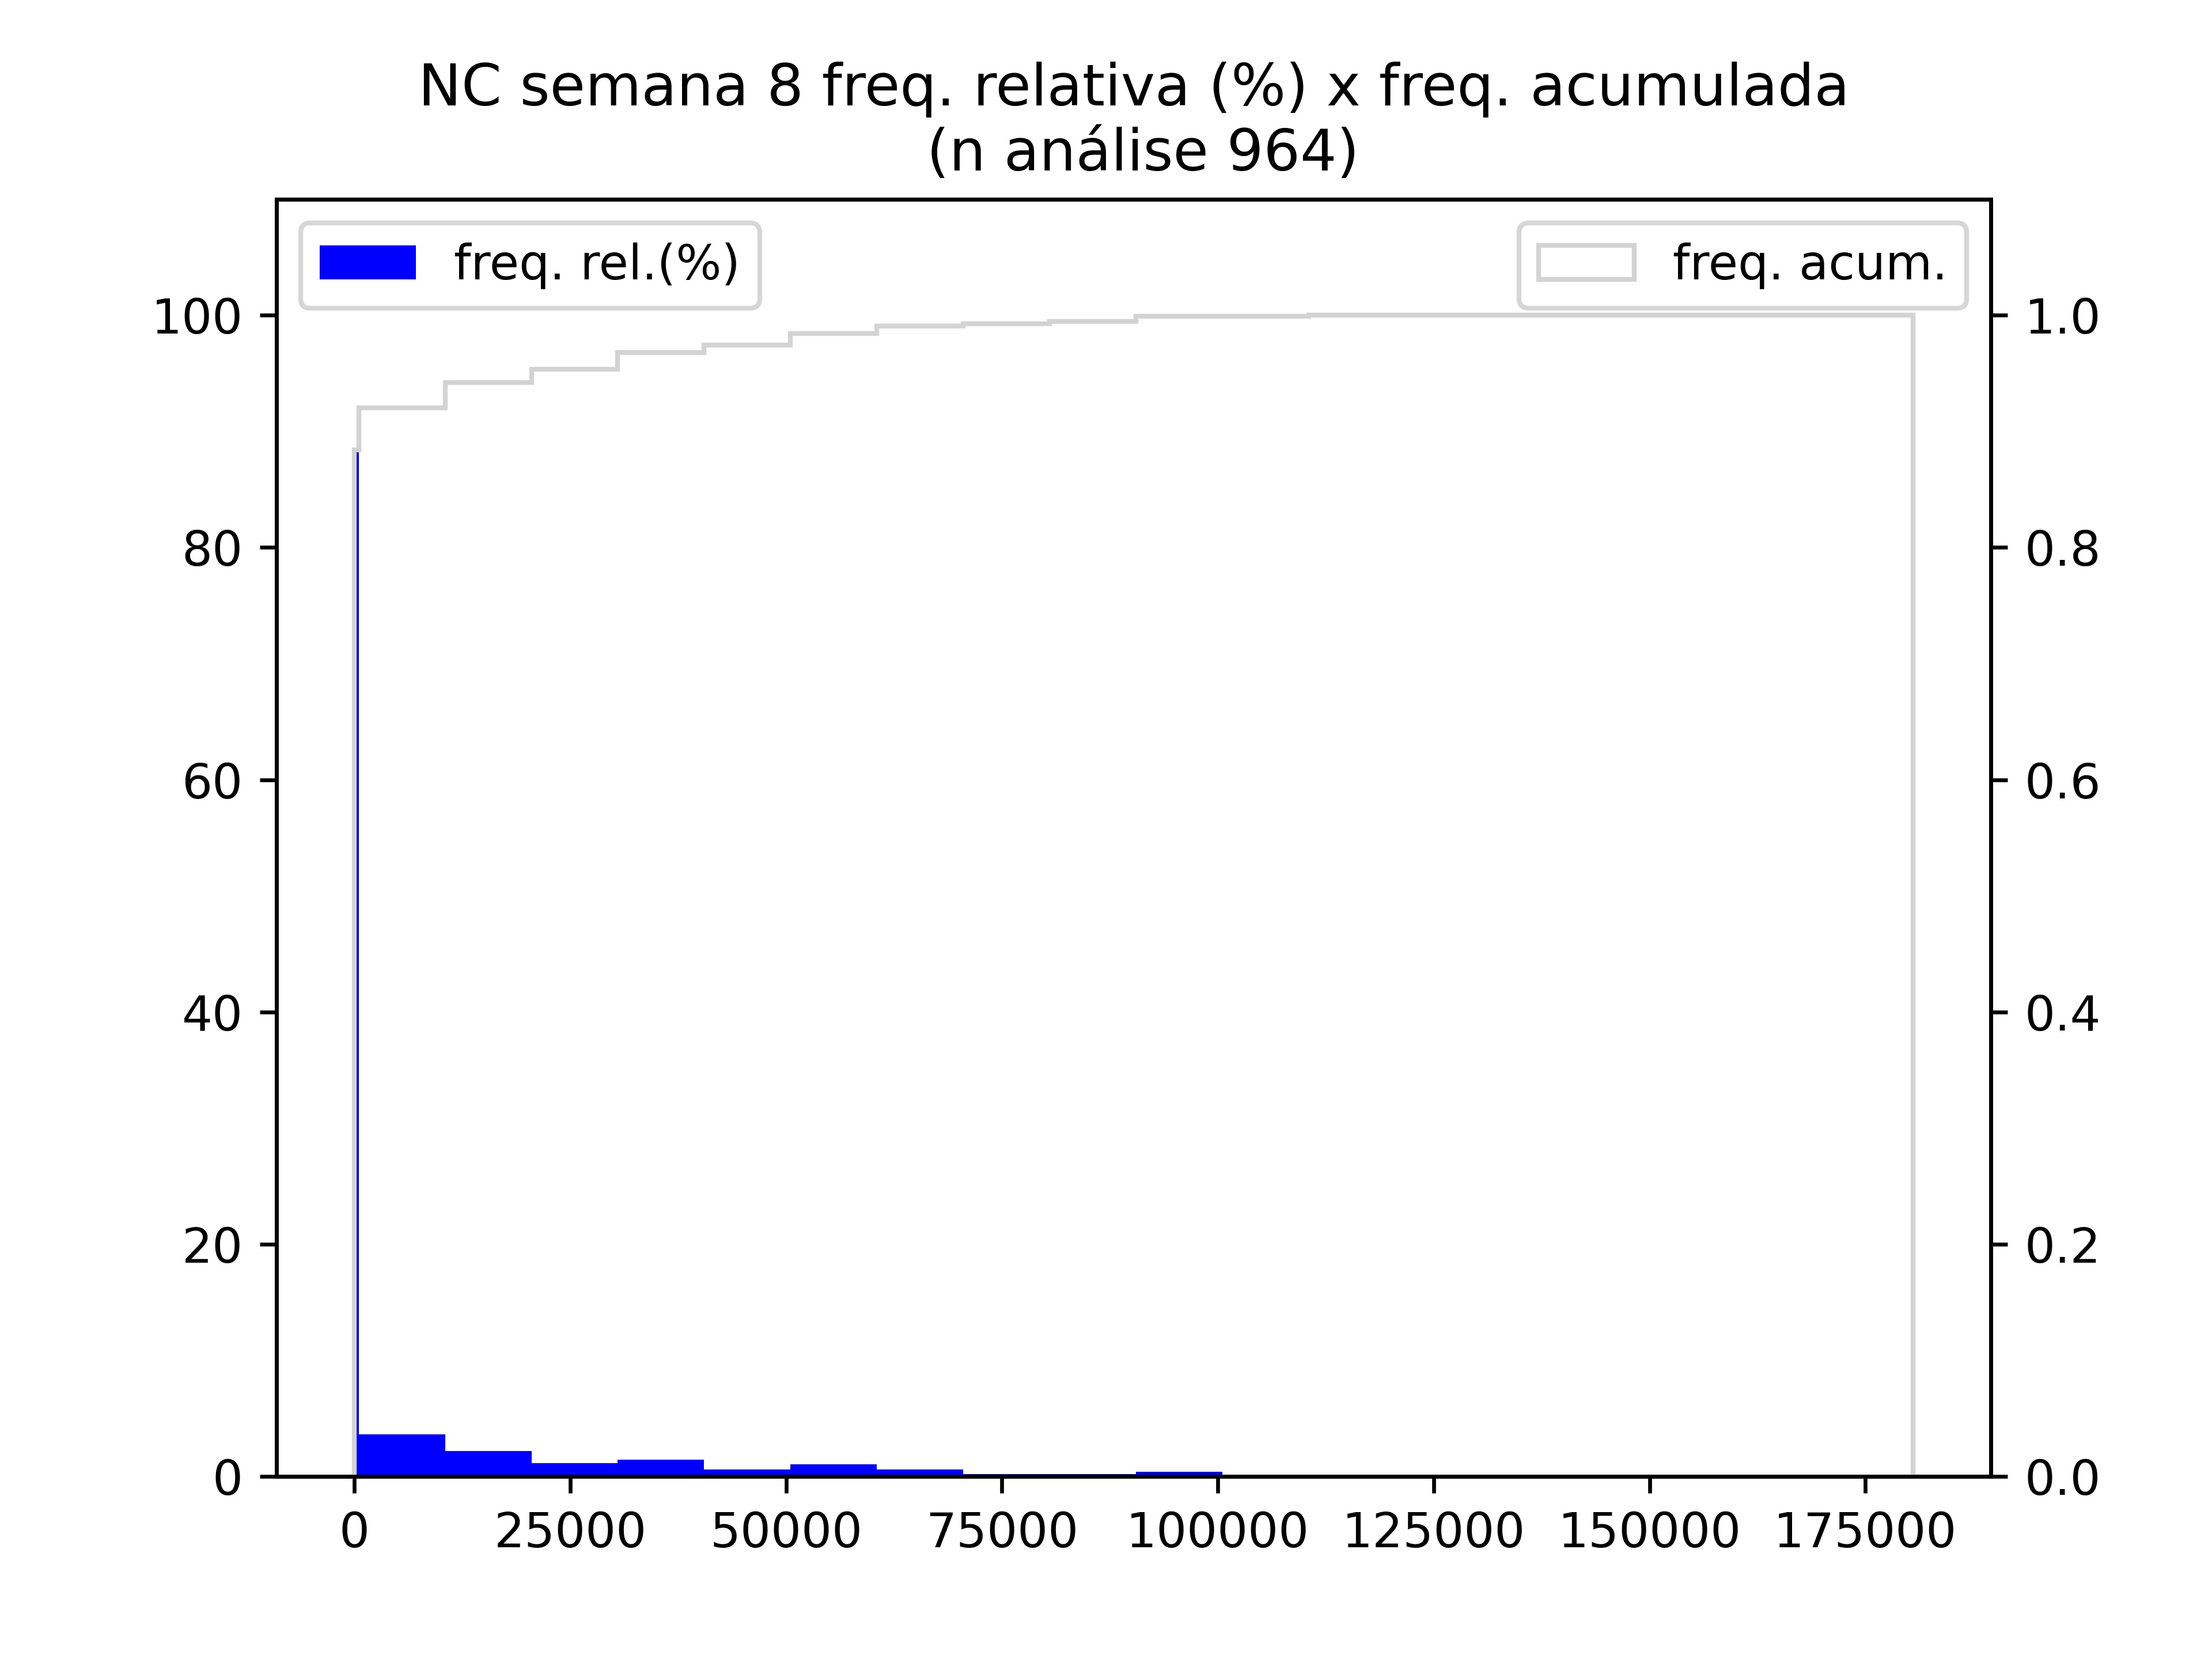 NC semana 8 freq. relativa (%) x freq. acumulada
(n análise 964)
freq. rel.(%)
freq. acum.
100
80
60
40
20
0
1.0
0.8
0.6
0.4
0.2
0.0
0 25000 50000 75000 100000 125000 150000 175000